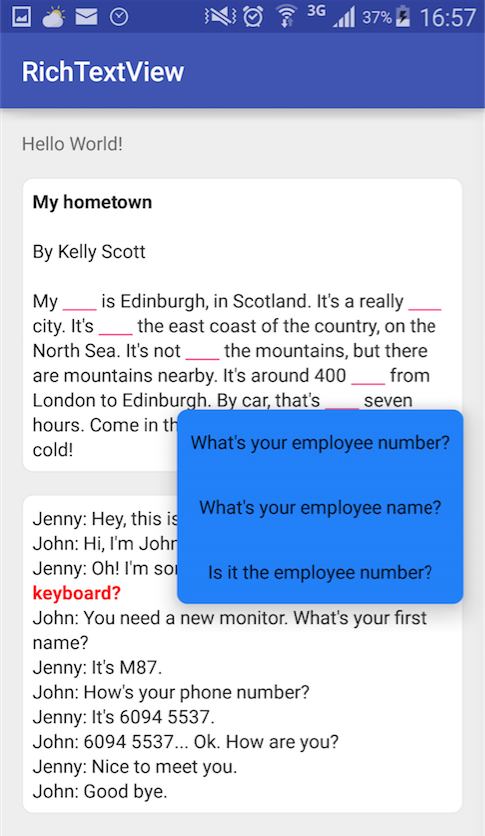 3G 37% 16:57
RichTextView
Hello World!
My hometown
By Kelly Scott
My ____ is Edinburgh, in Scotland. It's a really ____
city. It's ____ the east coast of the country, on the
North Sea. It's not ____ the mountains, but there
are mountains nearby. It's around 400 ____ from
London to Edinburgh. By car, that's ____ seven
hours. Come in
cold!
What's your employee number?
What's your employee name?
Is it the employee number?
Jenny: Hey, this is
John: Hi, I'm John
Jenny: Oh! I'm
keyboard?
John: You need a new monitor. What's your first
name?
Jenny: It's M87.
John: How's your phone number?
Jenny: It's 6094 5537.
John: 6094 5537... Ok. How are you?
Jenny: Nice to meet you.
John: Good bye.